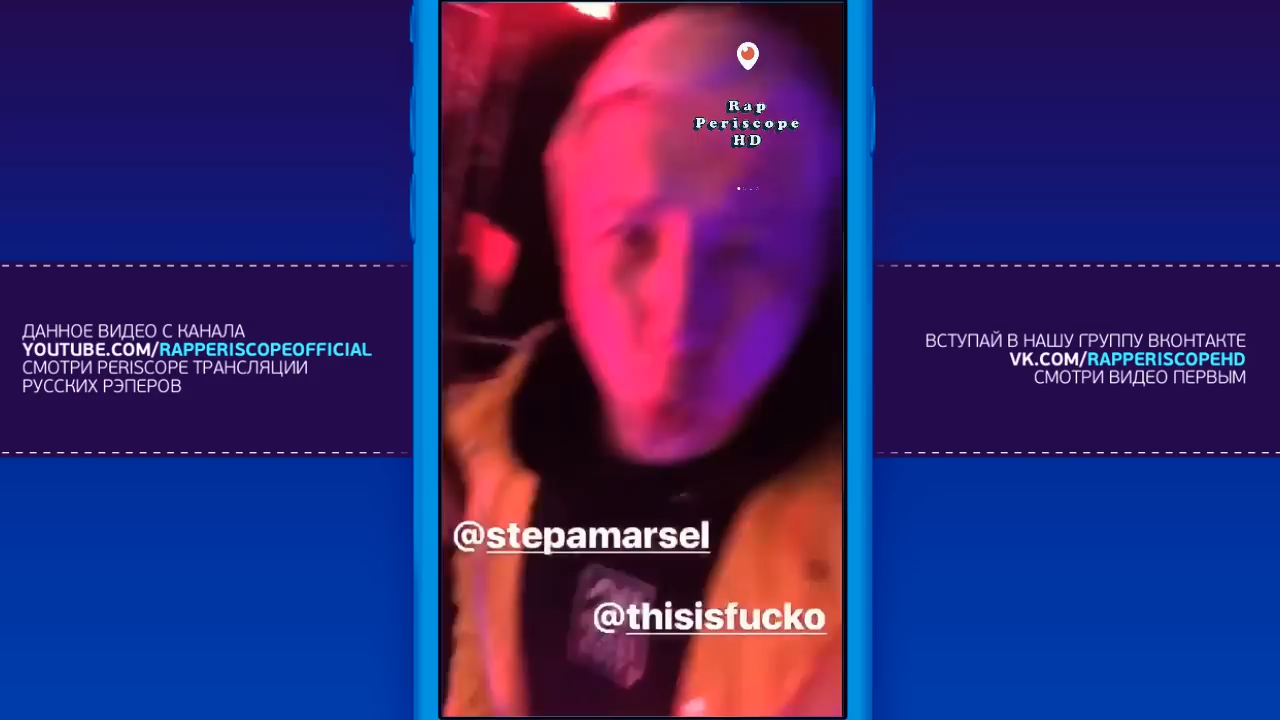 ДАННОЕ ВИДЕО С КАНАЛА
YOUTUBE.COM/RAPPERISCOPEOFFICIAL
СМОТРИ PERISCOPE ТРАНСЛЯЦИИ
РУССКИХ РЭПЕРОВ
Rap
Periscope
HD
@stepamarsel
@thisisfucko
ВСТУПАЙ В НАШУ ГРУППУ ВКОНТАКТЕ
VK.COM/RAPPERISCOPEHD
СМОТРИ ВИДЕО ПЕРВЫМ